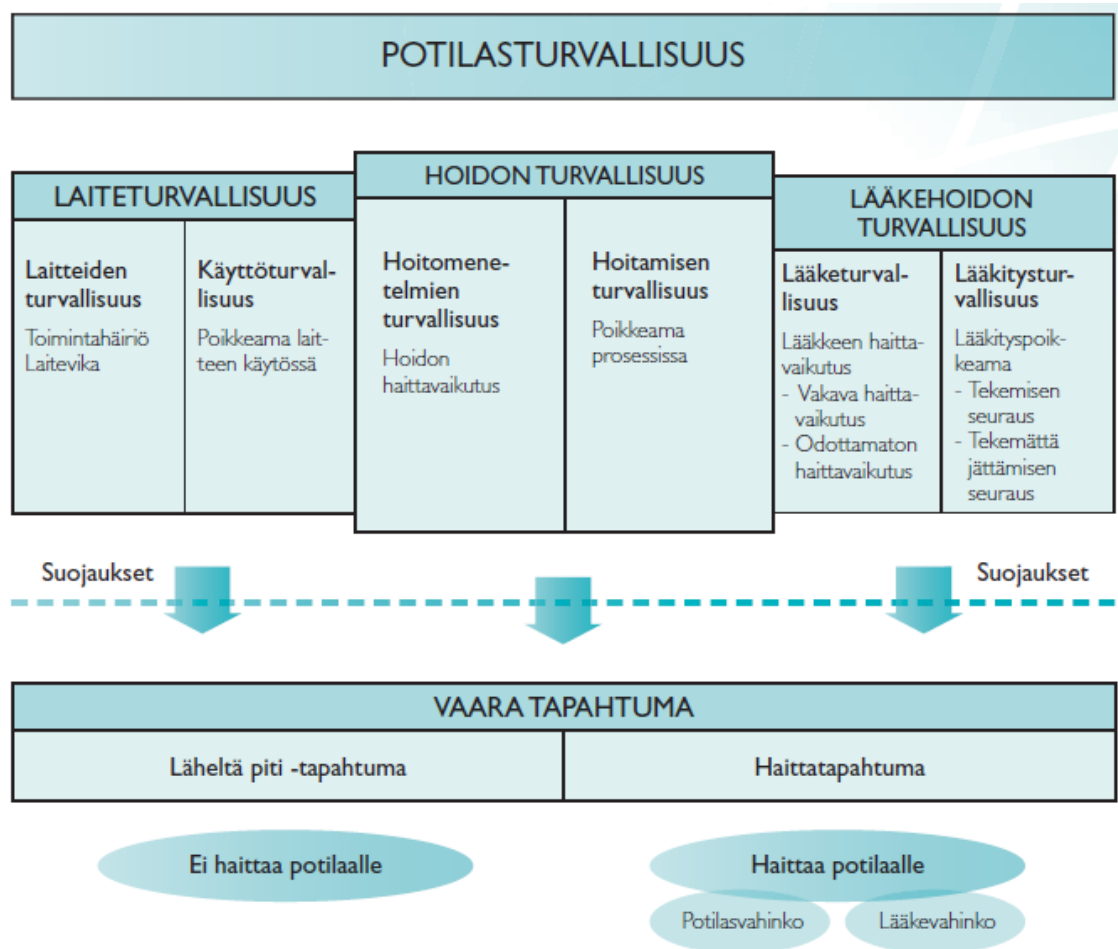 POTILASTURVALLISUUS
LAITETURVALLISUUS
Laitteiden
turvallisuus
Toimintahäiriö
Laitevika
Käyttöturval-
lisuus
Poikkeama lait-
teen käytössä
HOIDON TURVALLISUUS
Hoitomene-
telmien
turvallisuus
Hoidon
haittavaikutus
Hoitamisen
turvallisuus
Poikkeama
prosessissa
LÄÄKEHOIDON
TURVALLISUUS
Lääketurval-
lisuus
Lääkkeen haitta-
vaikutus
- Vakava haitta-
vaikutus
- Odottamaton
haittavaikutus
Lääkitystur-
vallisuus
Lääkityspoik-
keama
- Tekemisen
seuraus
- Tekemättä
jättämisen
seuraus
Suojaukset
Suojaukset
VAARA TAPAHTUMA
Läheltä piti -tapahtuma
Haittatapahtuma
Ei haittaa potilaalle
Haittaa potilaalle
Potilasvahinko
Lääkevahinko